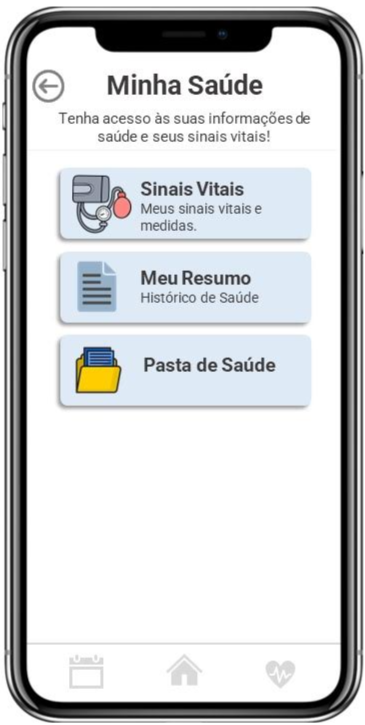 Minha Saúde
Tenha acesso às suas informações de
saúde e seus sinais vitais!
Sinais Vitais
Meus sinais vitais e
medidas.
Meu Resumo
Histórico de Saúde
Pasta de Saúde